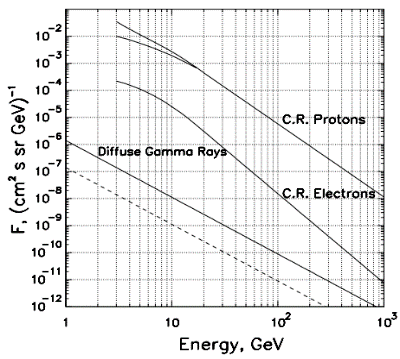 F, (cm² s sr GeV)⁻¹
10⁻²
10⁻³
10⁻⁴
10⁻⁵
10⁻⁶
10⁻⁷
10⁻⁸
10⁻⁹
10⁻¹⁰
10⁻¹¹
10⁻¹²
C.R. Protons
Diffuse Gamma Rays
C.R. Electrons
1 10 10² 10³
Energy, GeV